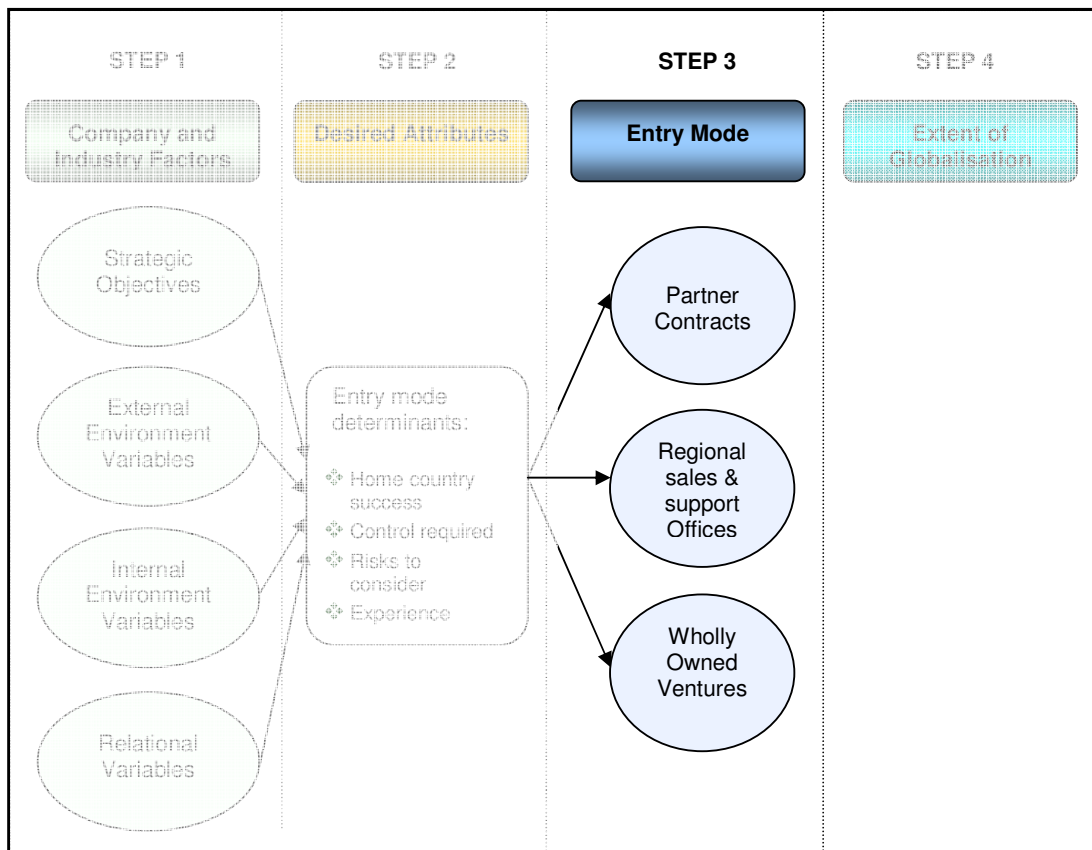 STEP 1
STEP 2
STEP 3
STEP 4
Company and
Industry Factors
Desired Attributes
Entry Mode
Extent of
Globalisation
Strategic
Objectives
External
Environment
Variables
Internal
Environment
Variables
Relational
Variables
Entry mode
determinants:
❖ Home country
success
❖ Control required
❖ Risks to
consider
❖ Experience
Partner
Contracts
Regional
sales &
support
Offices
Wholly
Owned
Ventures